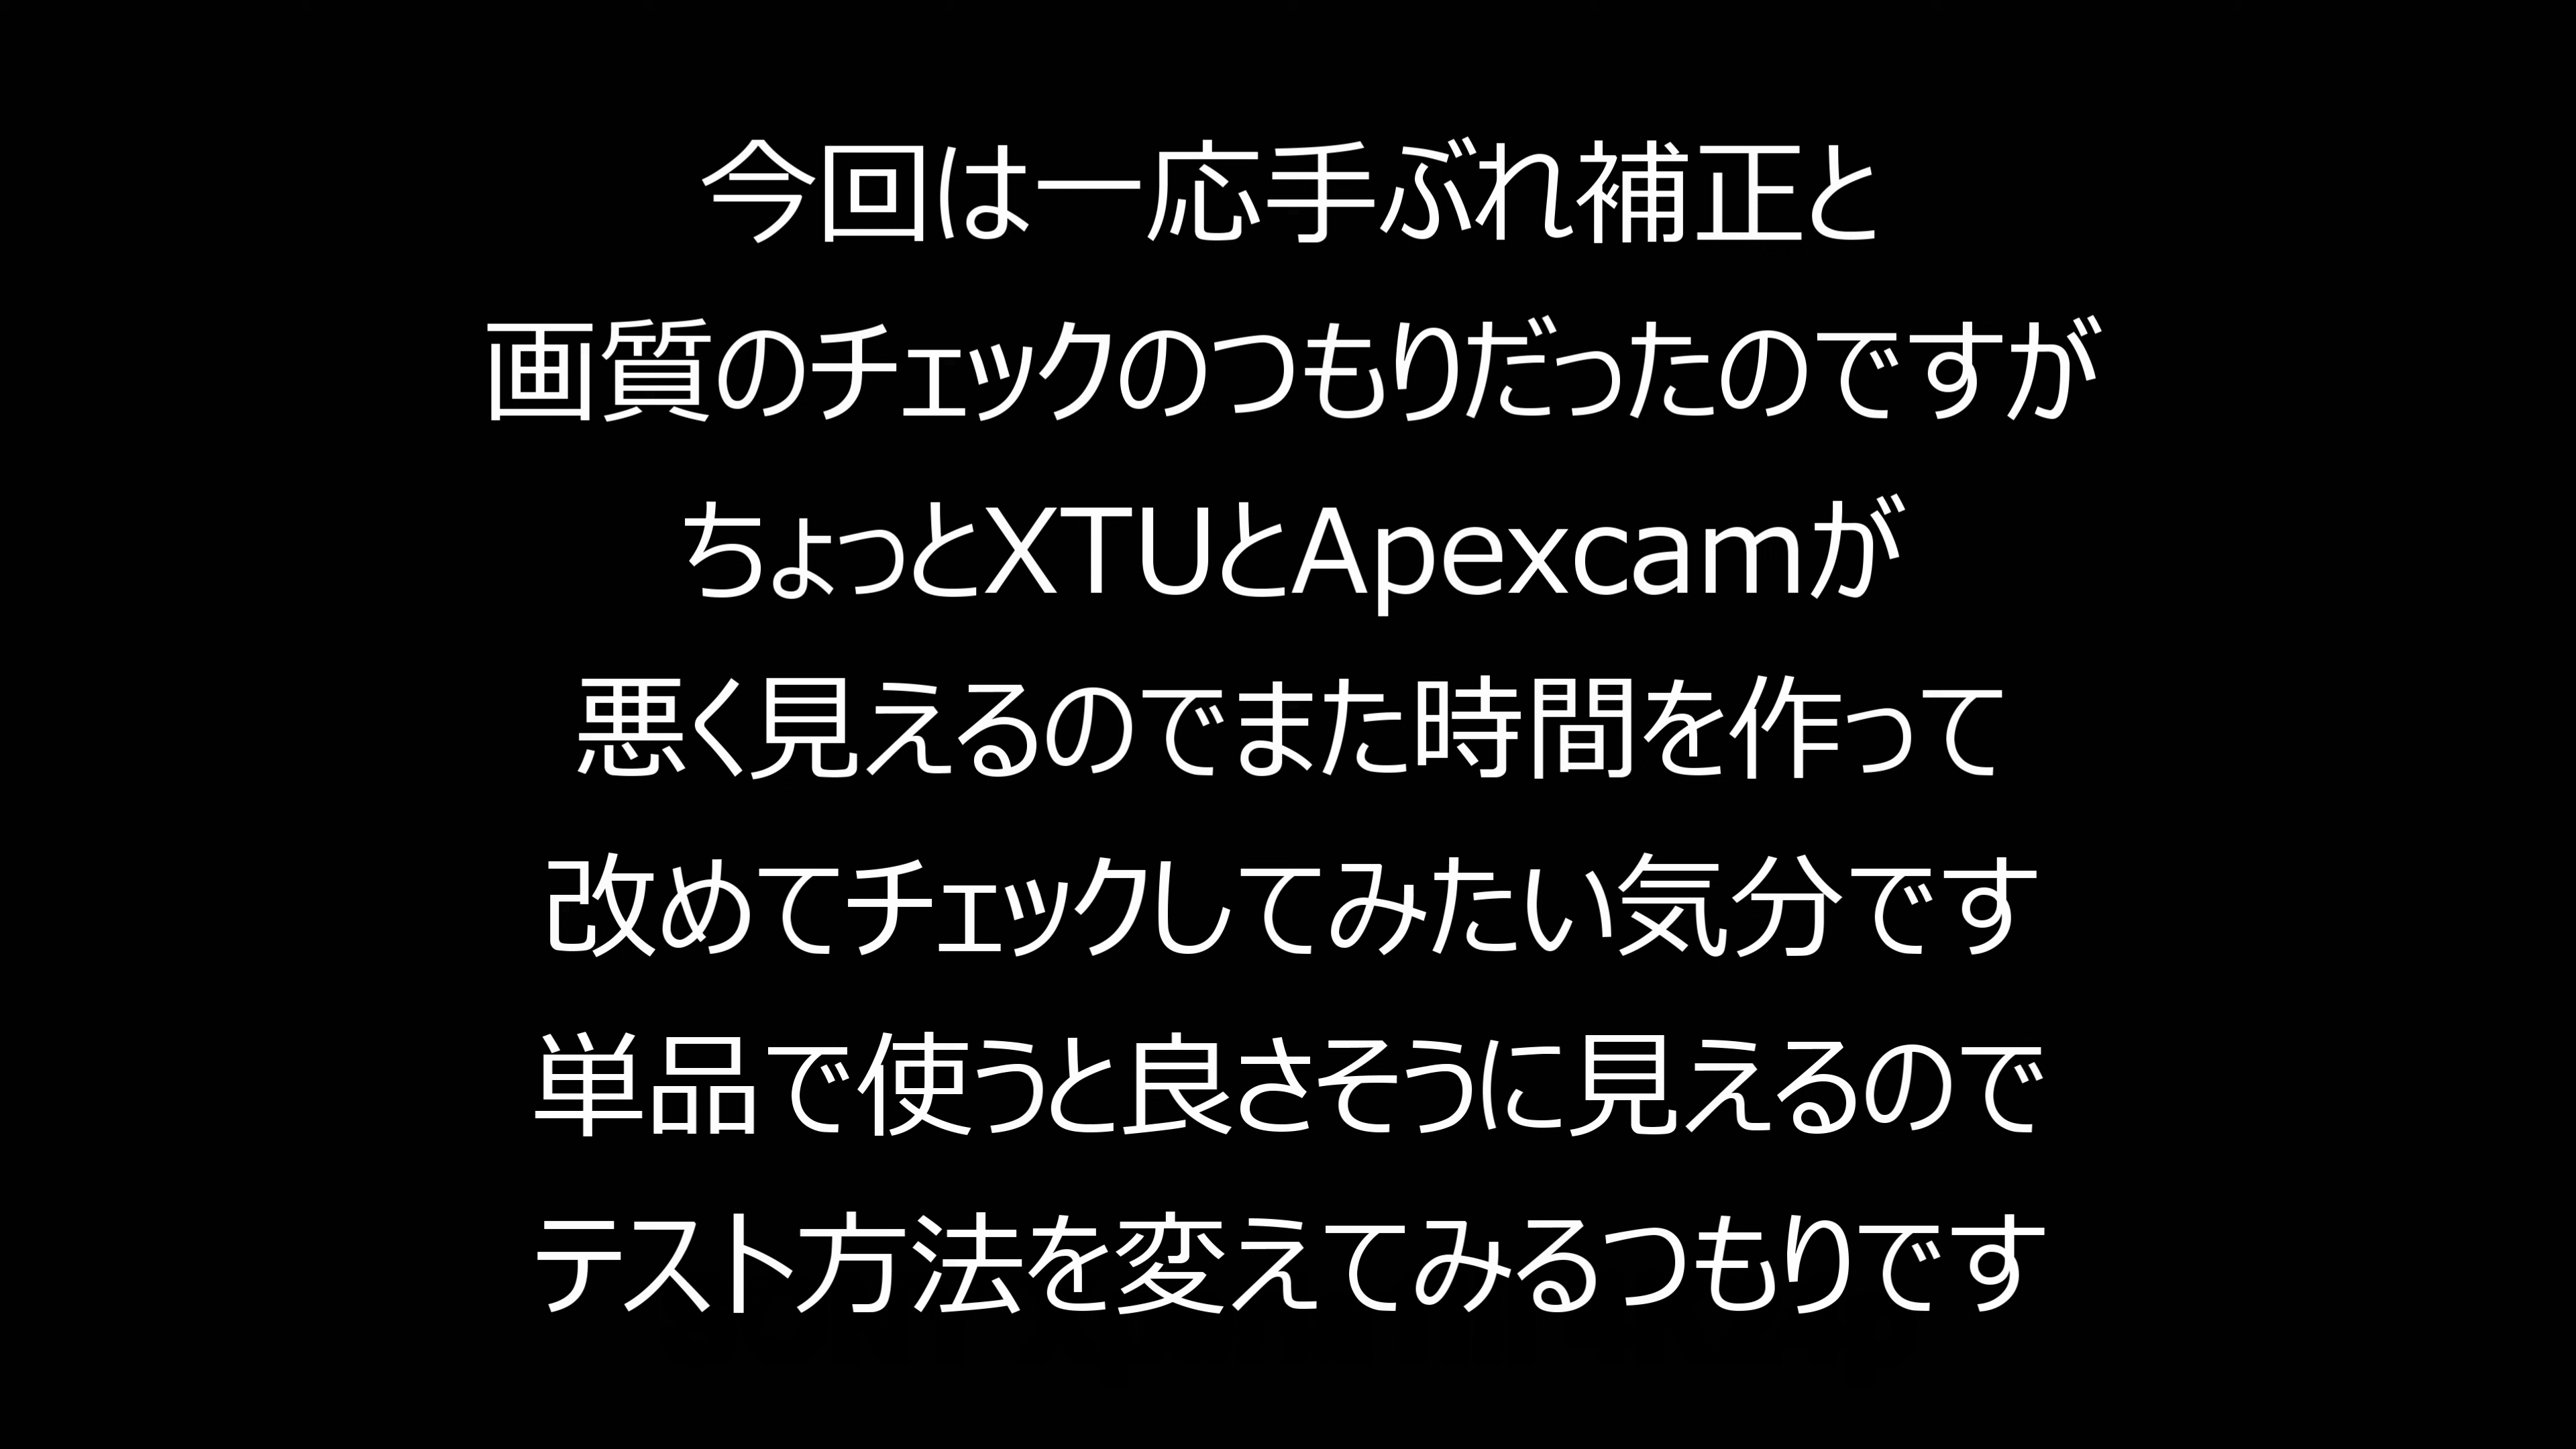 今回は一応手ぶれ補正と
画質のチェックのつもりだったのですが
ちょっとXTUとApexcamが
悪く見えるのでまた時間を作って
改めてチェックしてみたい気分です
単品で使うと良さそうに見えるので
テスト方法を変えてみるつもりです